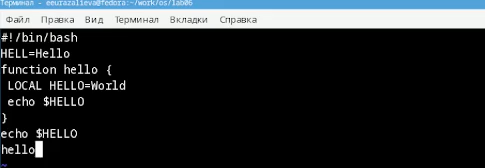 Терминал - eeurazalieva@fedora:~/work/os/lab06
Файл Правка Вид Терминал Вкладки Справка
#!/bin/bash
HELL=Hello
function hello {
 LOCAL HELLO=World
 echo $HELLO
}
echo $HELLO
hello
~